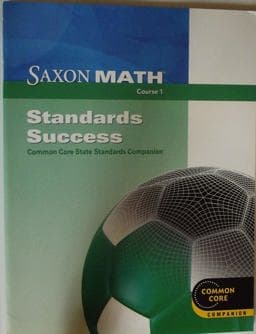 SAXON MATH
Course 1
Standards
Success
Common Core State Standards Companion
COMMON
CORE
COMPANION